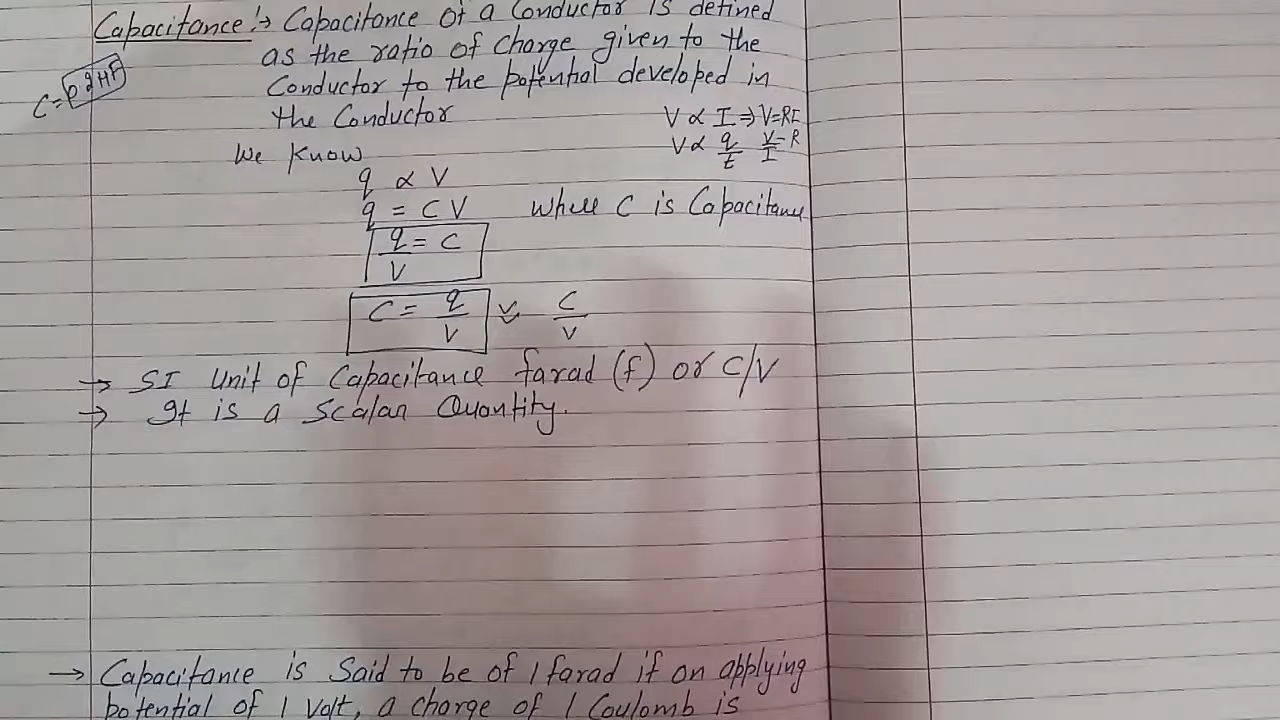 Capacitance :→ Capacitance of a Conductor is defined
as the ratio of Charge given to the
Conductor to the potential developed in
the Conductor
C=
V ∝ I ⇒ V=RI
V ∝ q/t V/I = R
We Know
q ∝ V
q = CV where C is Capacitance
q/V = C
C = q/V C/V
→ SI Unit of Capacitance farad (f) or C/V
→ It is a Scalar Quantity.
→ Capacitance is Said to be of 1 farad if on applying
potential of 1 Volt, a charge of 1 Coulomb is